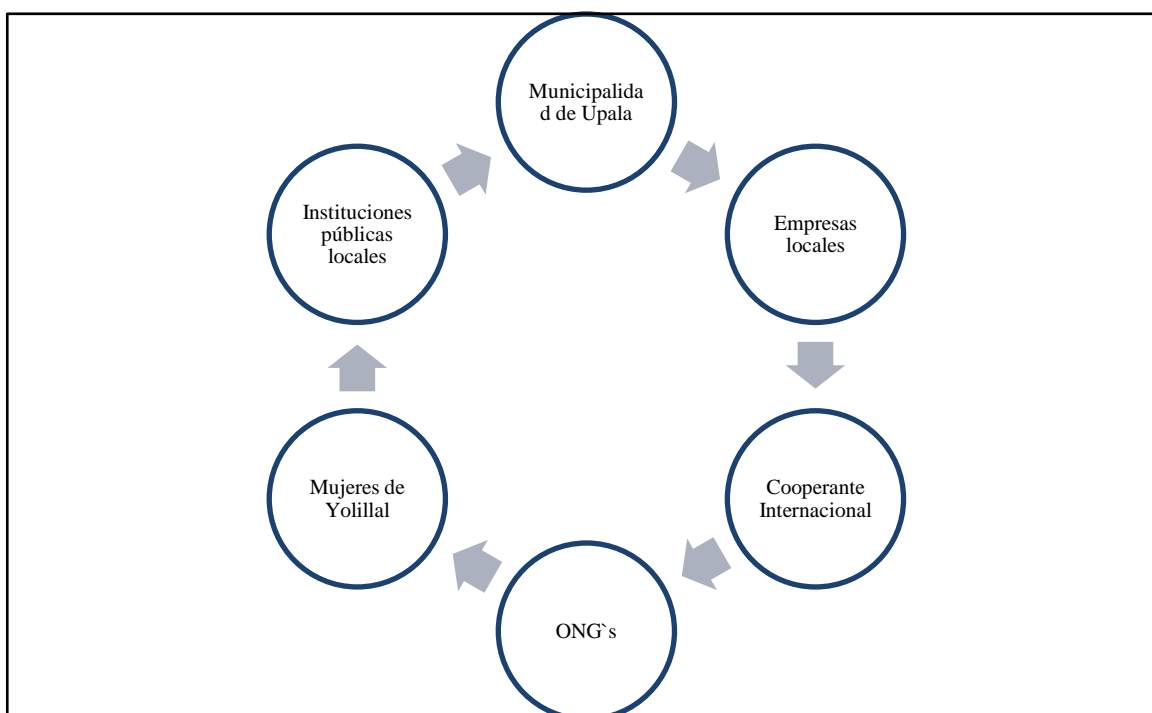 Municipalida
d de Upala
Empresas
locales
Cooperante
Internacional
ONG`s
Mujeres de
Yolillal
Instituciones
públicas
locales